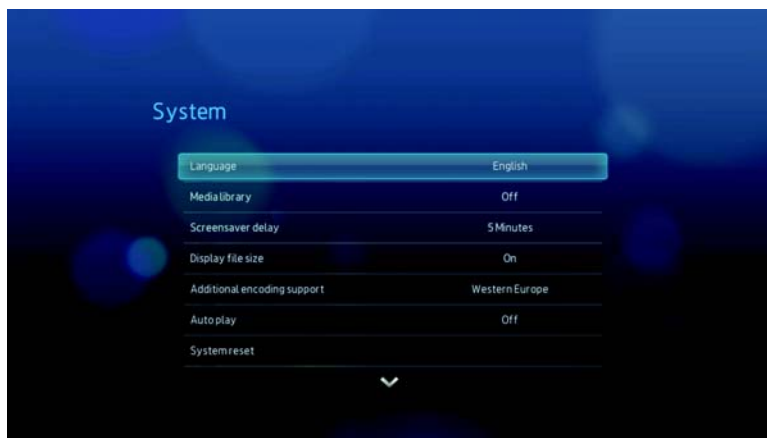 System
Language English
Media library Off
Screensaver delay 5 Minutes
Display file size On
Additional encoding support Western Europe
Auto play Off
System reset